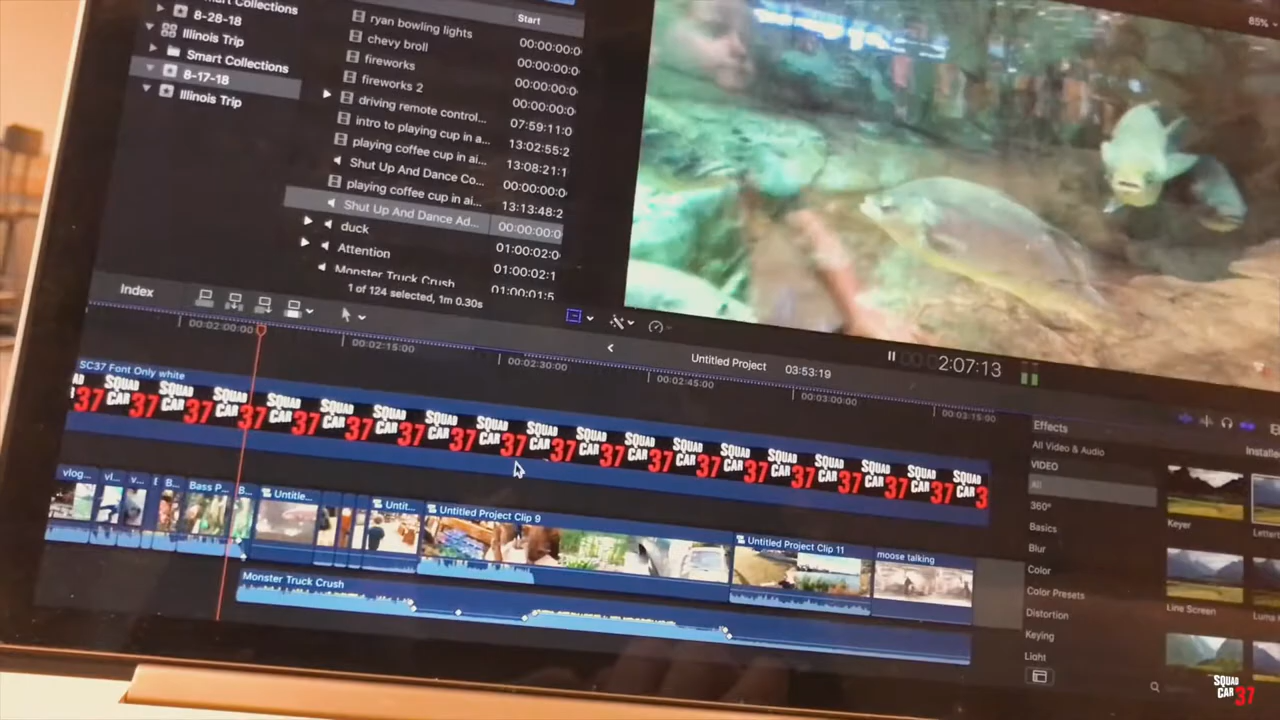 Smart Collections
8-28-18
Illinois Trip
Smart Collections
8-17-18
Illinois Trip
Start
ryan bowling lights
00:00:00:0
chevy broll
00:00:00:0
fireworks
00:00:00:0
fireworks 2
00:00:00:0
driving remote control...
07:59:11:0
intro to playing cup in a...
13:02:55:2
playing coffee cup in ai...
13:08:21:1
Shut Up And Dance Co...
00:00:00:0
playing coffee cup in ai...
13:13:48:2
Shut Up And Dance Ad...
00:00:00:0
duck
01:00:02:0
Attention
01:00:02:1
Monster Truck Crush
01:00:01:5
1 of 124 selected, 1m 0.30s
85%
Index
Untitled Project
03:53:19
2:07:13
00:02:00:00
00:02:15:00
00:02:30:00
00:02:45:00
00:03:00:00
00:03:15:00
SC37 Font Only white
SQUAD CAR 37
vlog...
vl...
v...
E
B...
Bass P...
B...
Untitle...
Untit...
Untitled Project Clip 9
Untitled Project Clip 11
moose talking
Monster Truck Crush
Effects
Installe
All Video & Audio
VIDEO
All
360°
Basics
Blur
Color
Color Presets
Distortion
Keying
Light
Keyer
Letter
Line Screen
Luma
SQUAD
CAR 37